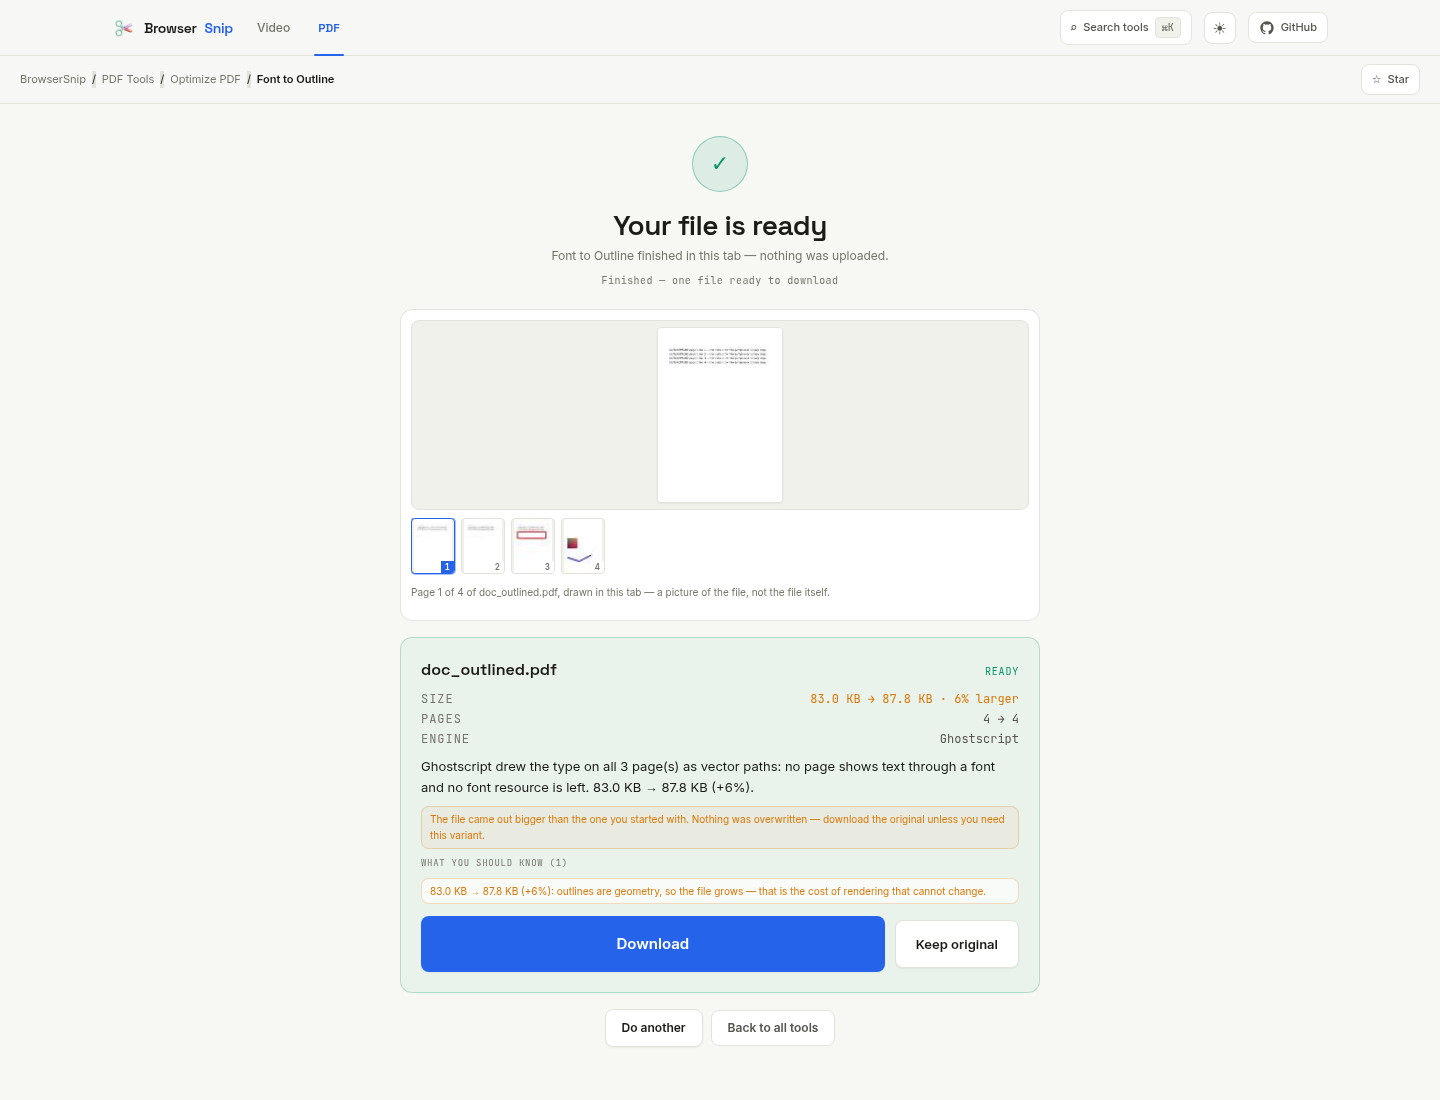 Browser Snip Video PDF Search tools ⌘K GitHub
BrowserSnip / PDF Tools / Optimize PDF / Font to Outline ☆ Star
✓
Your file is ready
Font to Outline finished in this tab — nothing was uploaded.
Finished — one file ready to download
1 2 3 4
Page 1 of 4 of doc_outlined.pdf, drawn in this tab — a picture of the file, not the file itself.
doc_outlined.pdf READY
SIZE 83.0 KB → 87.8 KB · 6% larger
PAGES 4 → 4
ENGINE Ghostscript
Ghostscript drew the type on all 3 page(s) as vector paths: no page shows text through a font
and no font resource is left. 83.0 KB → 87.8 KB (+6%).
The file came out bigger than the one you started with. Nothing was overwritten — download the original unless you need
this variant.
WHAT YOU SHOULD KNOW (1)
83.0 KB → 87.8 KB (+6%): outlines are geometry, so the file grows — that is the cost of rendering that cannot change.
Download Keep original
Do another Back to all tools